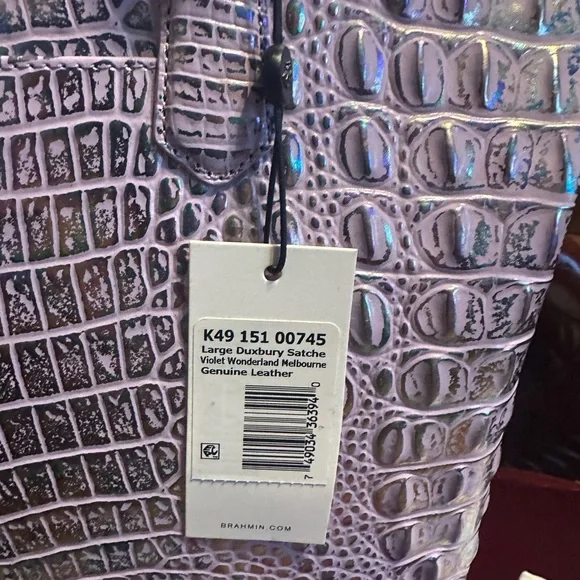 K49 151 00745
Large Duxbury Satche
Violet Wonderland Melbourne
Genuine Leather
7 49034 36394 0
BRAHMIN.COM